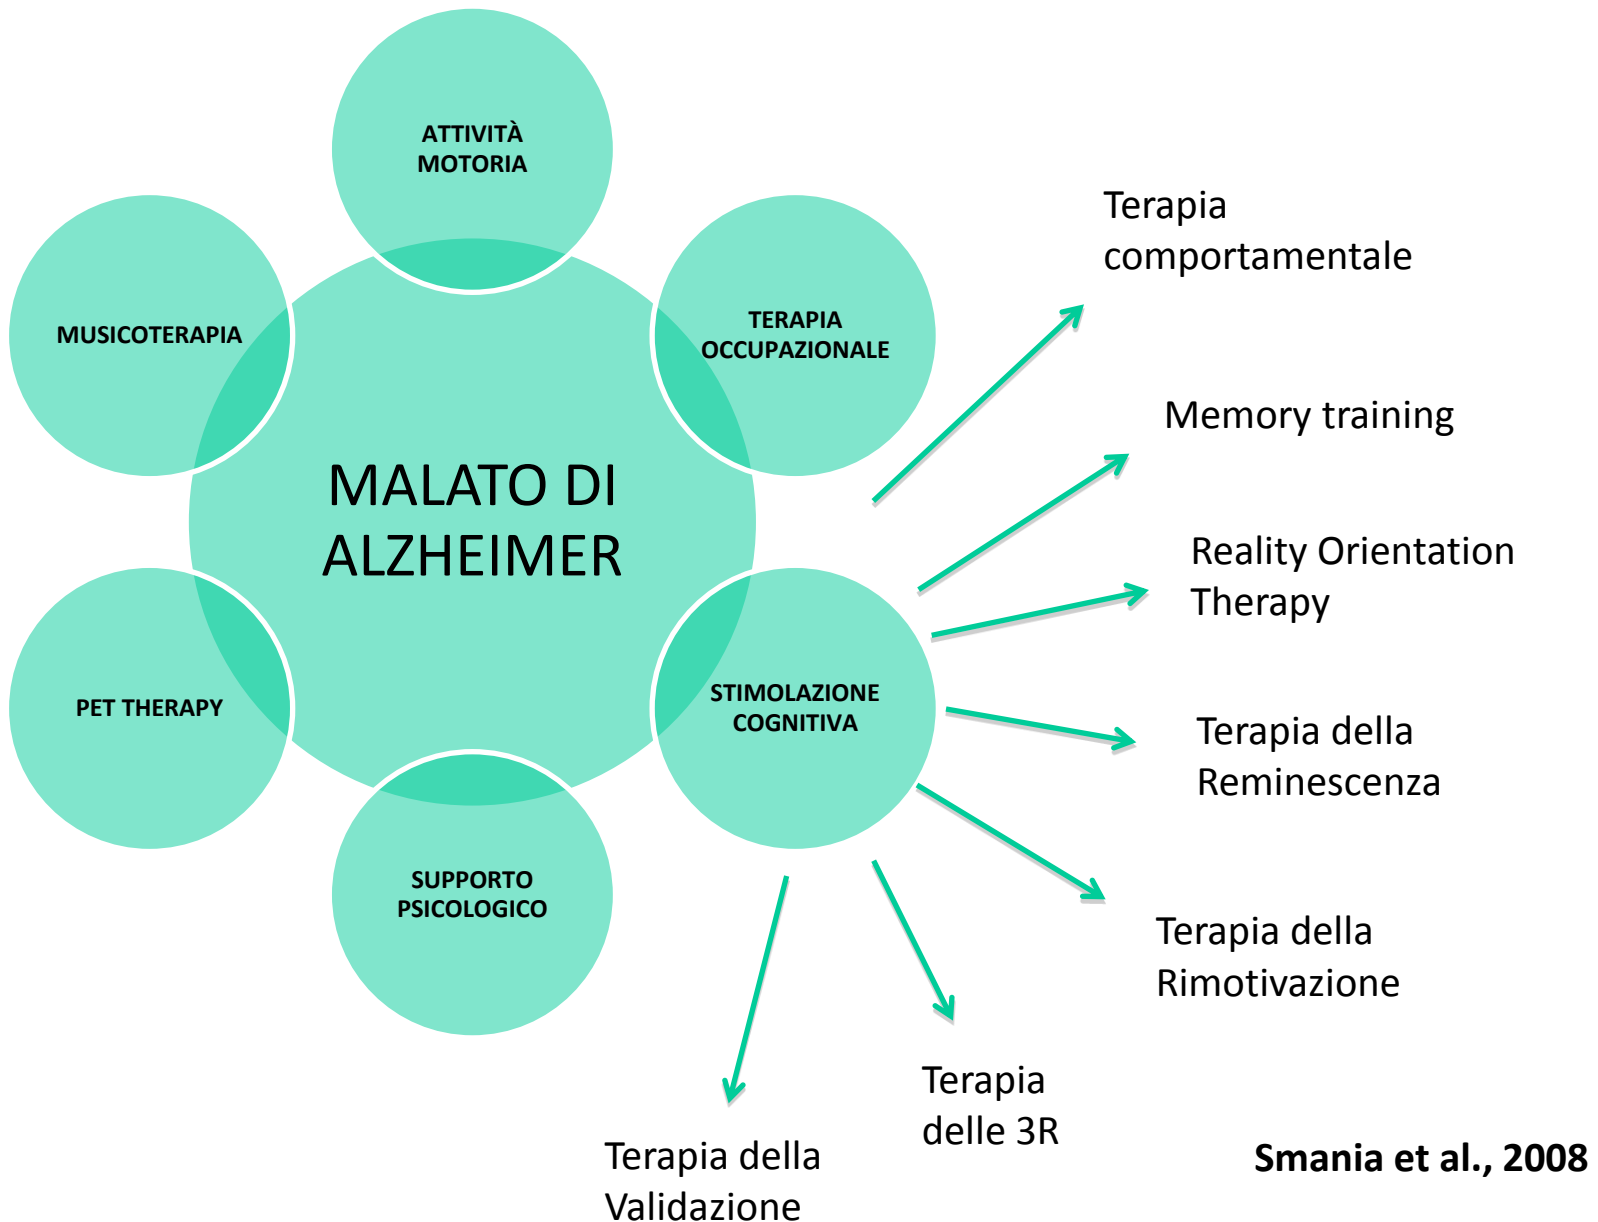 ATTIVITÀ
MOTORIA
TERAPIA
OCCUPAZIONALE
MUSICOTERAPIA
MALATO DI
ALZHEIMER
PET THERAPY
STIMOLAZIONE
COGNITIVA
SUPPORTO
PSICOLOGICO
Terapia
comportamentale
Memory training
Reality Orientation
Therapy
Terapia della
Reminescenza
Terapia della
Rimotivazione
Terapia
delle 3R
Terapia della
Validazione
Smania et al., 2008